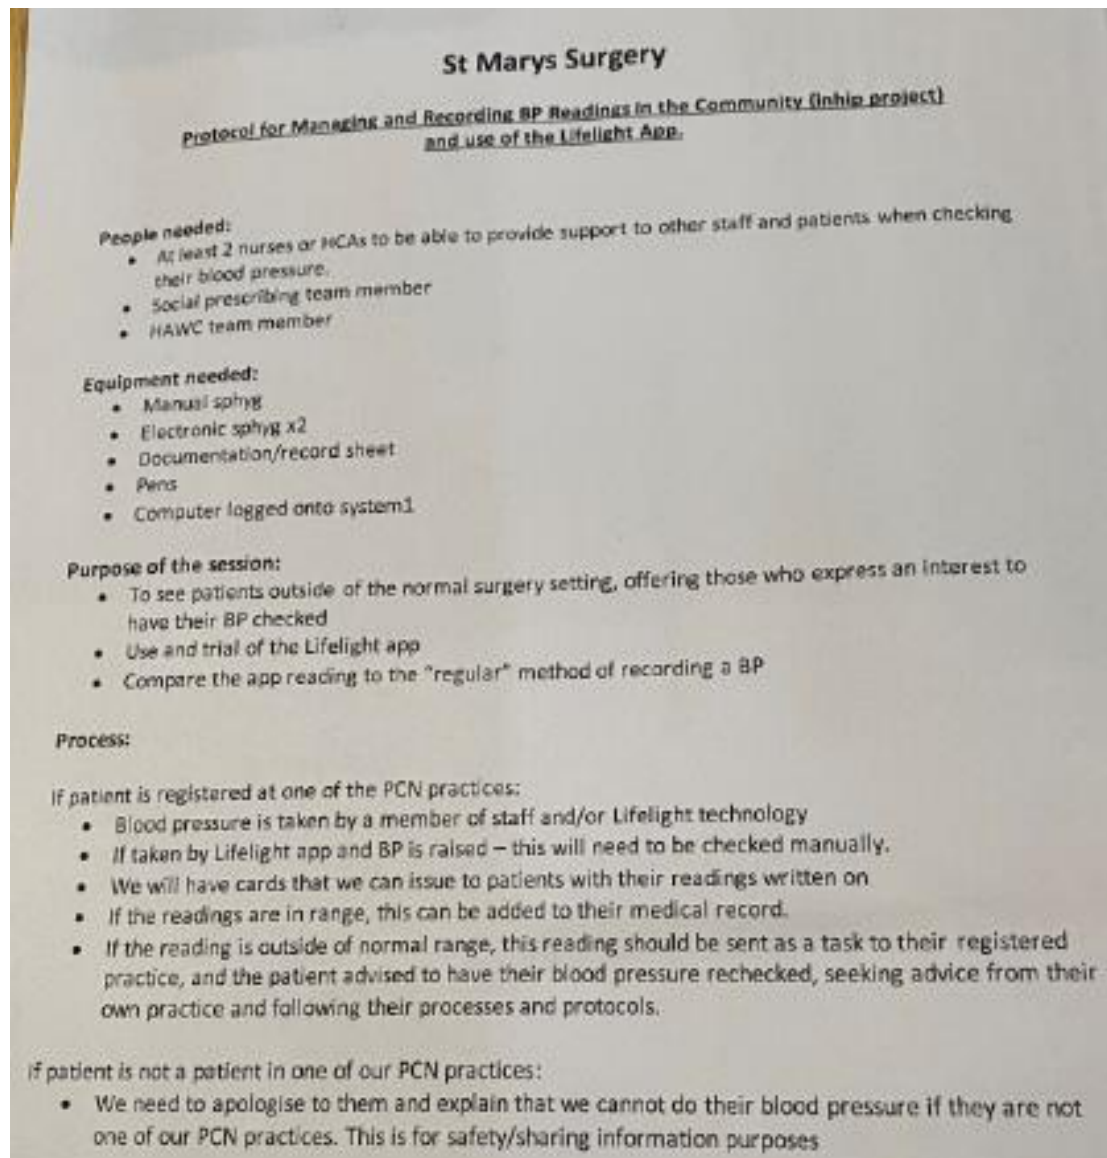 St Marys Surgery
Protocol for Managing and Recording BP Readings in the Community (Inhip project)
and use of the Lifelight App.
People needed:
• At least 2 nurses or HCAs to be able to provide support to other staff and patients when checking
their blood pressure.
• Social prescribing team member
• HAWC team member
Equipment needed:
• Manual sphyg
• Electronic sphyg x2
• Documentation/record sheet
• Pens
• Computer logged onto system1
Purpose of the session:
• To see patients outside of the normal surgery setting, offering those who express an interest to
have their BP checked
• Use and trial of the Lifelight app
• Compare the app reading to the "regular" method of recording a BP
Process:
If patient is registered at one of the PCN practices:
• Blood pressure is taken by a member of staff and/or Lifelight technology
• If taken by Lifelight app and BP is raised – this will need to be checked manually.
• We will have cards that we can issue to patients with their readings written on
• If the readings are in range, this can be added to their medical record.
• If the reading is outside of normal range, this reading should be sent as a task to their registered
practice, and the patient advised to have their blood pressure rechecked, seeking advice from their
own practice and following their processes and protocols.
If patient is not a patient in one of our PCN practices:
• We need to apologise to them and explain that we cannot do their blood pressure if they are not
one of our PCN practices. This is for safety/sharing information purposes